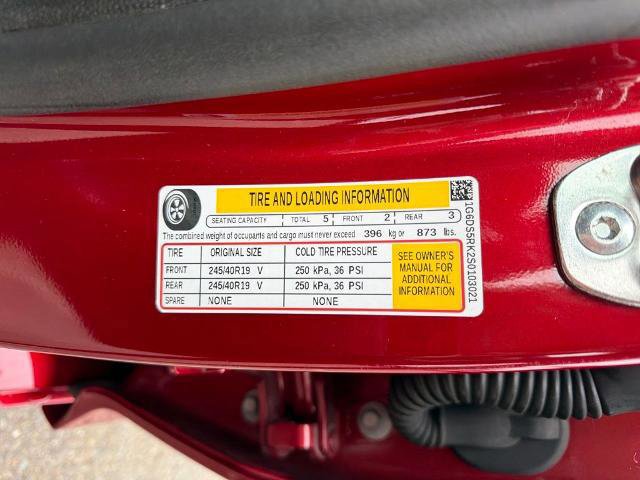 TIRE AND LOADING INFORMATION
SEATING CAPACITY TOTAL 5 FRONT 2 REAR 3
The combined weight of occupants and cargo must never exceed 396 kg or 873 lbs.
TIRE ORIGINAL SIZE COLD TIRE PRESSURE
FRONT 245/40R19 V 250 kPa, 36 PSI
REAR 245/40R19 V 250 kPa, 36 PSI
SPARE NONE NONE
SEE OWNER'S
MANUAL FOR
ADDITIONAL
INFORMATION
1G6DS5RK2S0103021